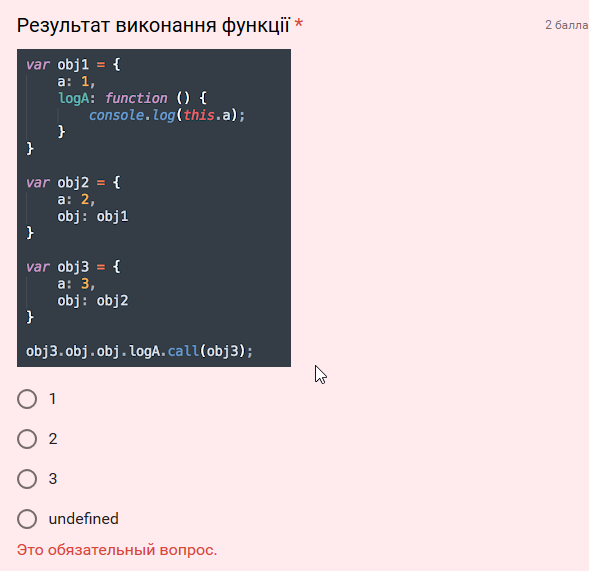 Результат виконання функції *
2 балла
var obj1 = {
    a: 1,
    logA: function () {
        console.log(this.a);
    }
}
var obj2 = {
    a: 2,
    obj: obj1
}
var obj3 = {
    a: 3,
    obj: obj2
}
obj3.obj.obj.logA.call(obj3);
1
2
3
undefined
Это обязательный вопрос.